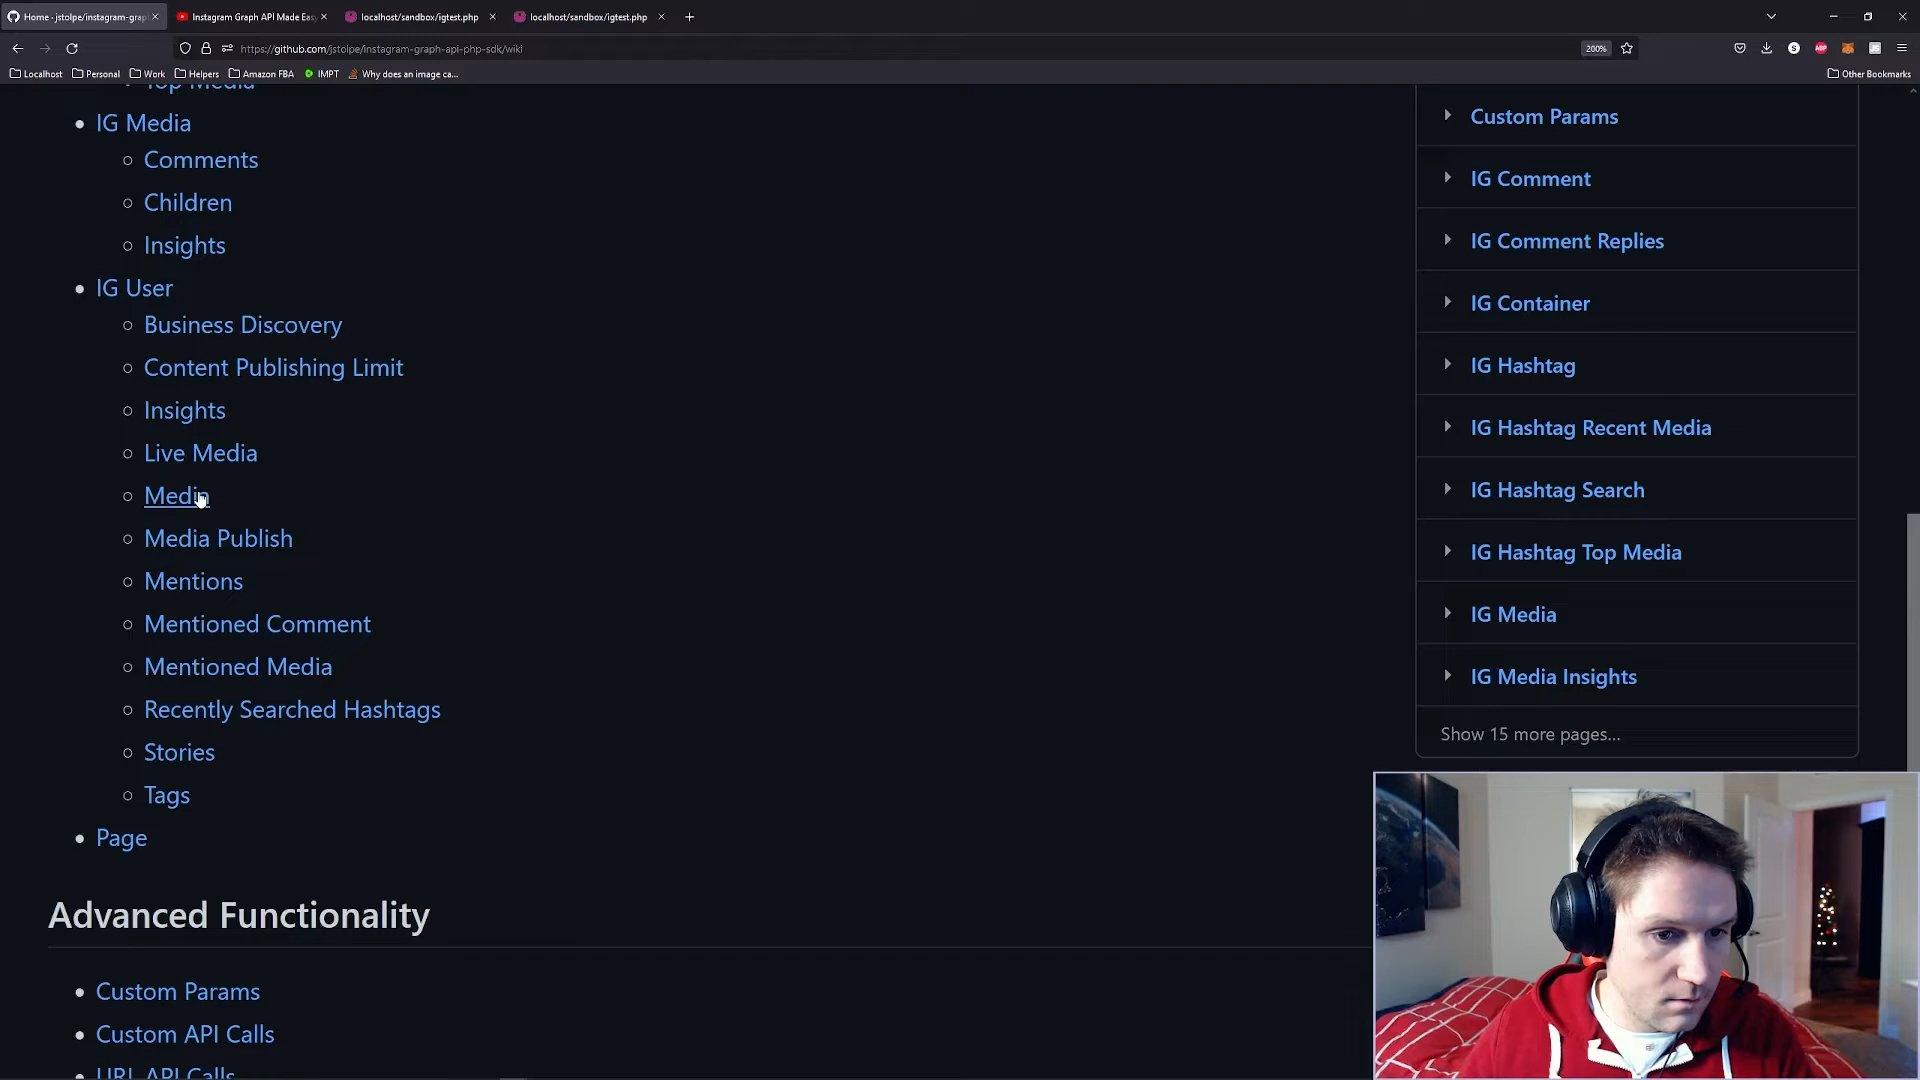 Home - jstolpe/instagram-grap
Instagram Graph API Made Eas
localhost/sandbox/igtest.php
localhost/sandbox/igtest.php
https://github.com/jstolpe/instagram-graph-api-php-sdk/wiki
200%
Localhost
Personal
Work
Helpers
Amazon FBA
IMPT
Why does an image ca...
Other Bookmarks
Top Media
IG Media
Comments
Children
Insights
IG User
Business Discovery
Content Publishing Limit
Insights
Live Media
Media
Media Publish
Mentions
Mentioned Comment
Mentioned Media
Recently Searched Hashtags
Stories
Tags
Page
Advanced Functionality
Custom Params
Custom API Calls
URL API Calls
Custom Params
IG Comment
IG Comment Replies
IG Container
IG Hashtag
IG Hashtag Recent Media
IG Hashtag Search
IG Hashtag Top Media
IG Media
IG Media Insights
Show 15 more pages...